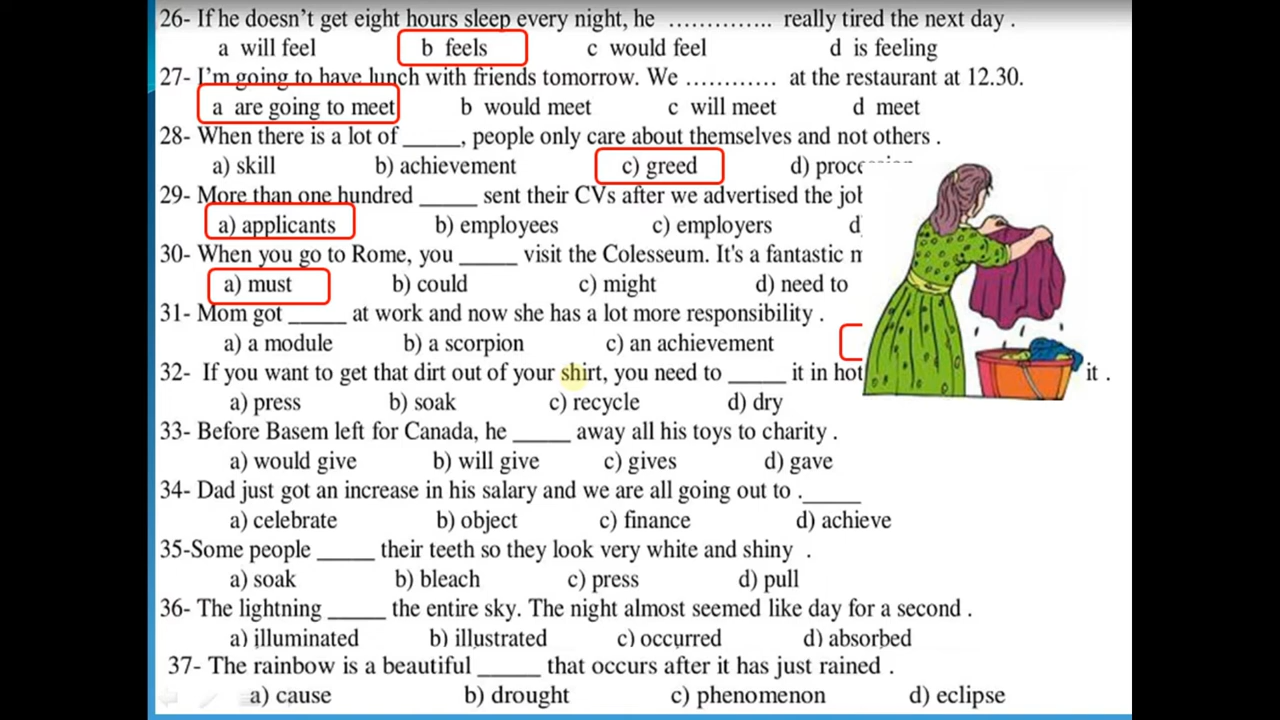 26- If he doesn't get eight hours sleep every night, he ………….. really tired the next day .
a will feel b feels c would feel d is feeling
27- I'm going to have lunch with friends tomorrow. We ………… at the restaurant at 12.30.
a are going to meet b would meet c will meet d meet
28- When there is a lot of _____, people only care about themselves and not others .
a) skill b) achievement c) greed d)
29- More than one hundred _____ sent their CVs after we advertised the
a) applicants b) employees c) employers d
30- When you go to Rome, you _____ visit the Colesseum. It's a fantastic
a) must b) could c) might d) need to
31- Mom got _____ at work and now she has a lot more responsibility .
a) a module b) a scorpion c) an achievement
32- If you want to get that dirt out of your shirt, you need to _____ it in hot it .
a) press b) soak c) recycle d) dry
33- Before Basem left for Canada, he _____ away all his toys to charity .
a) would give b) will give c) gives d) gave
34- Dad just got an increase in his salary and we are all going out to ._____
a) celebrate b) object c) finance d) achieve
35-Some people _____ their teeth so they look very white and shiny .
a) soak b) bleach c) press d) pull
36- The lightning _____ the entire sky. The night almost seemed like day for a second .
a) illuminated b) illustrated c) occurred d) absorbed
37- The rainbow is a beautiful _____ that occurs after it has just rained .
a) cause b) drought c) phenomenon d) eclipse